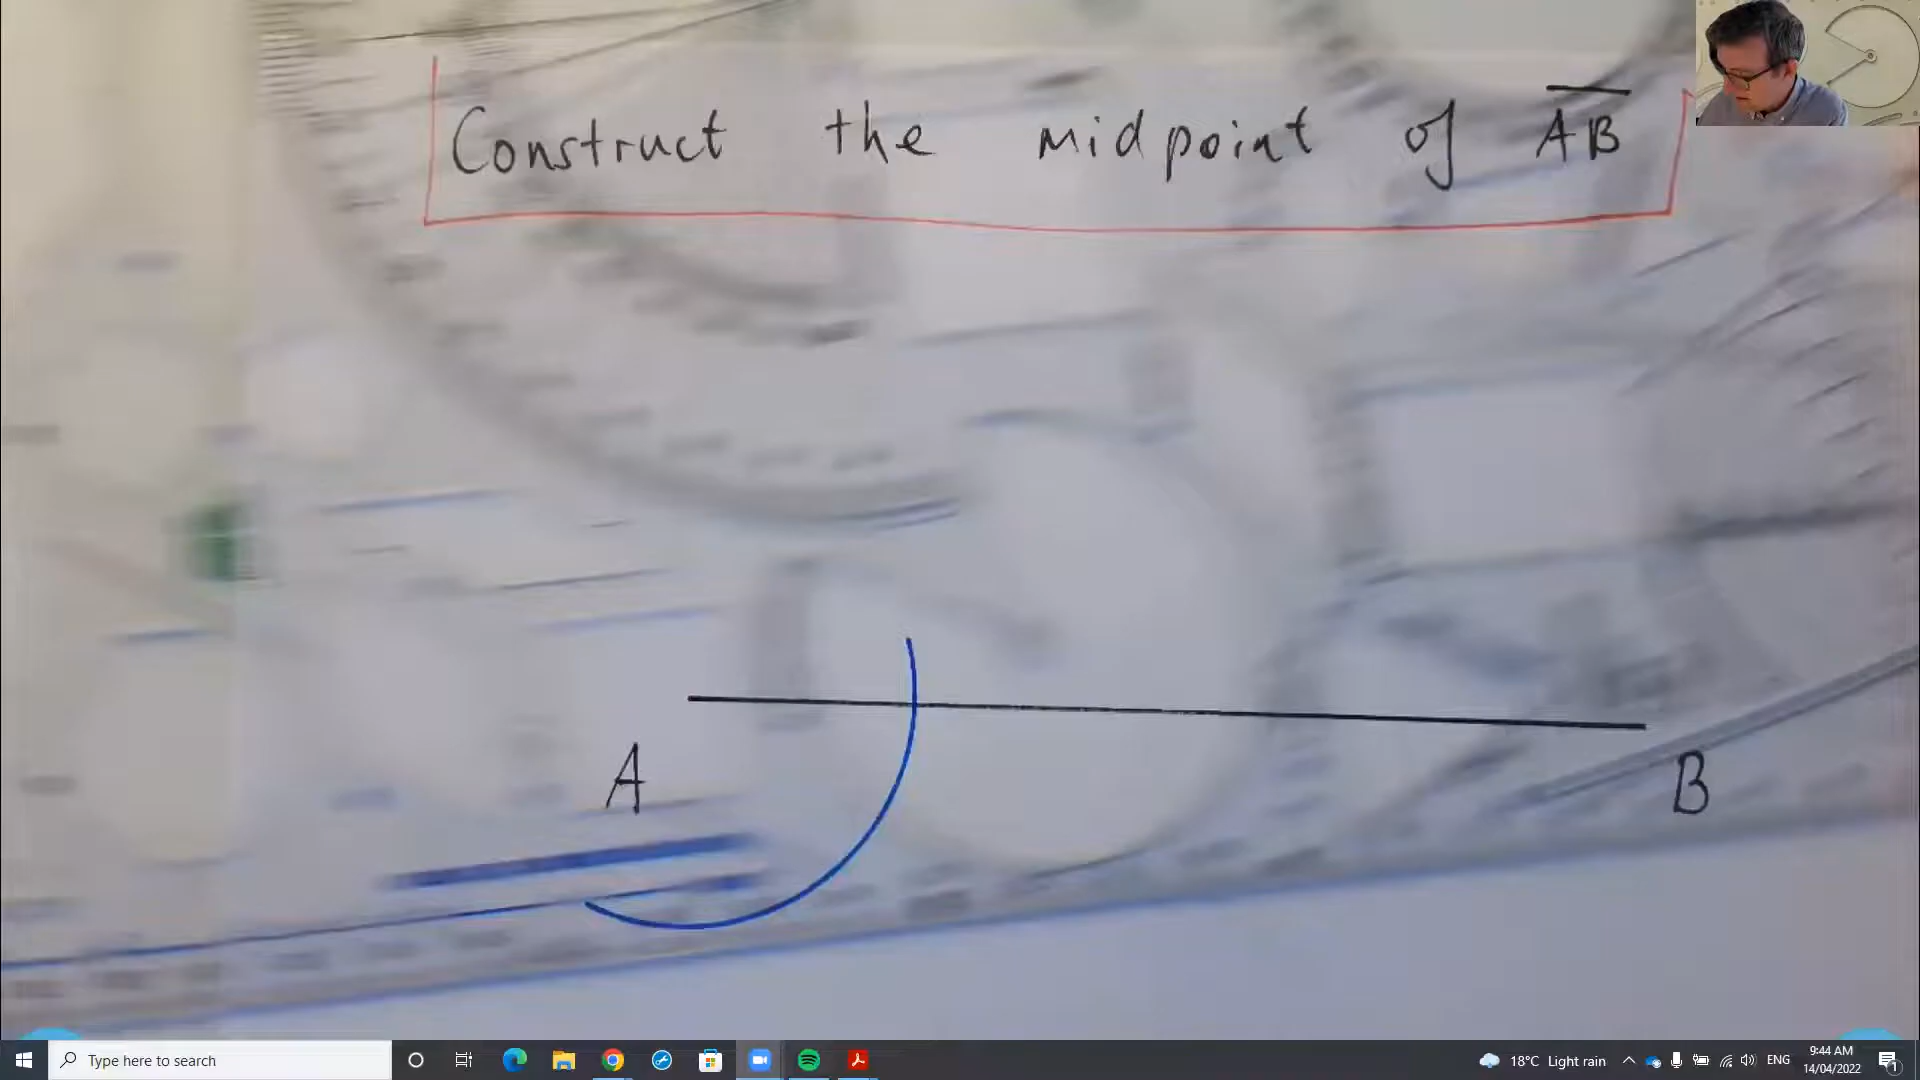 Construct the midpoint of AB
A
B
Type here to search
18°C Light rain
ENG
9:44 AM
14/04/2022
1